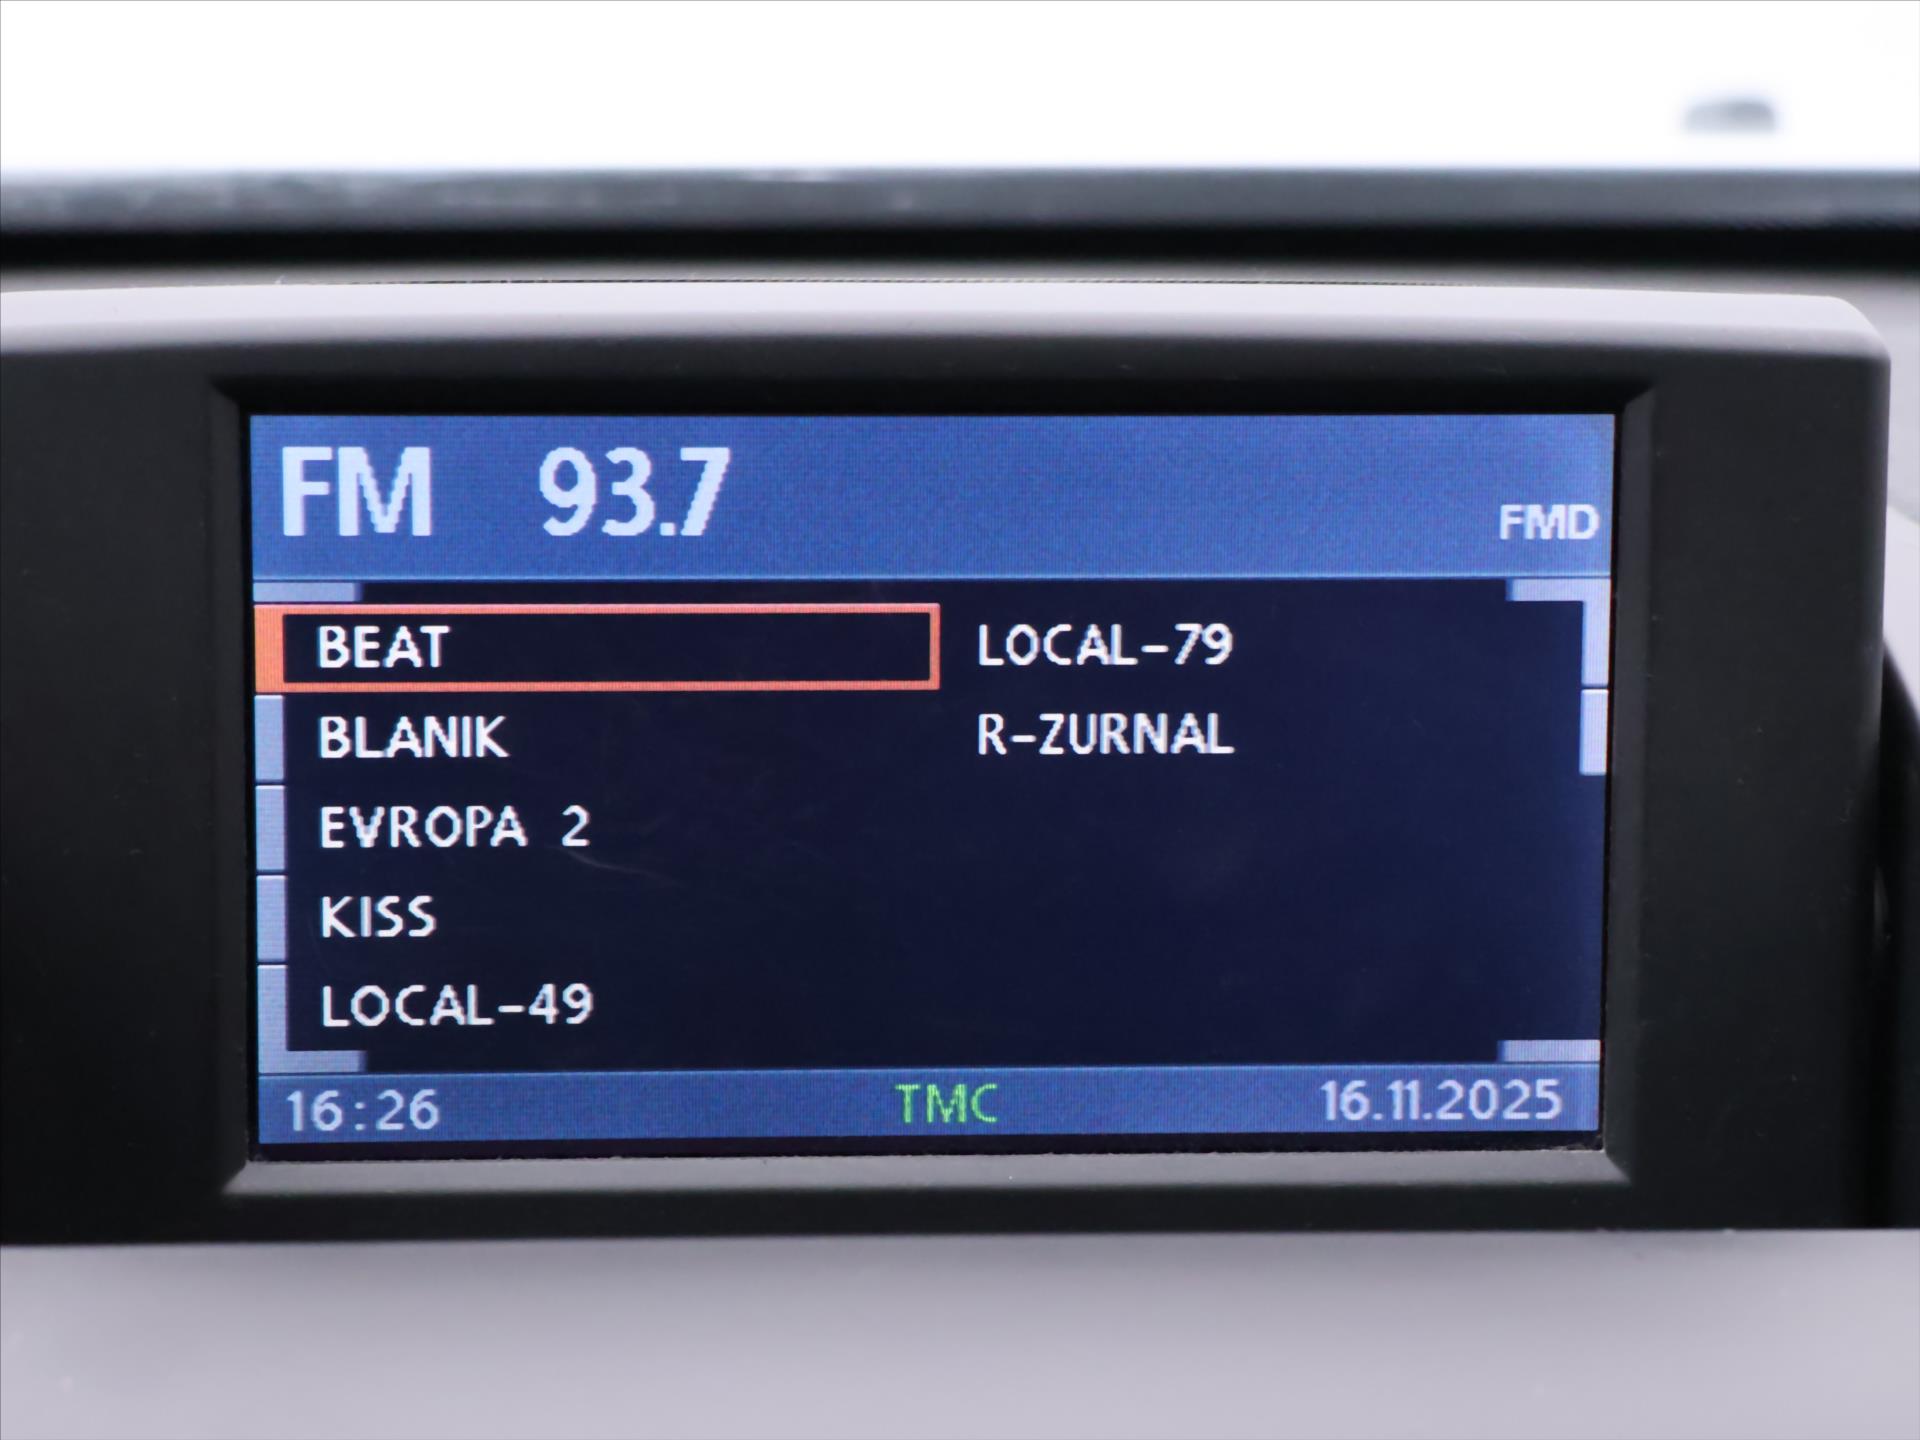 FM 93.7
FMD
BEAT
BLANIK
EVROPA 2
KISS
LOCAL-49
LOCAL-79
R-ZURNAL
16:26 TMC 16.11.2025